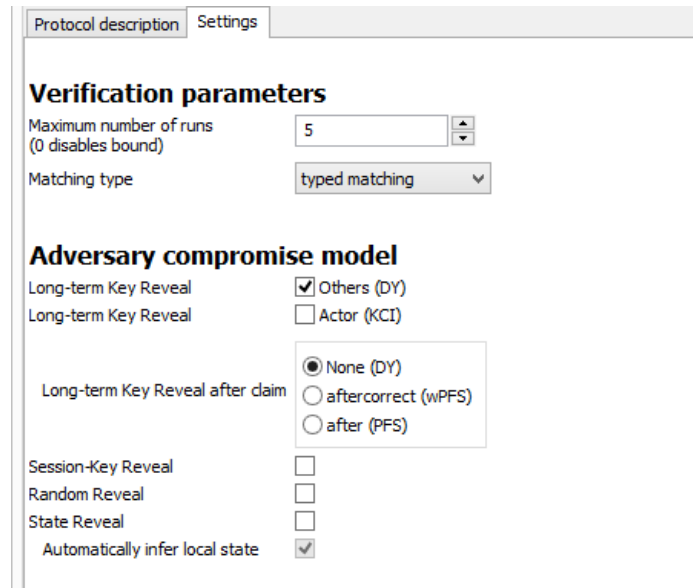 Protocol description
Settings
Verification parameters
Maximum number of runs
(0 disables bound)
5
Matching type
typed matching
Adversary compromise model
Long-term Key Reveal
Others (DY)
Long-term Key Reveal
Actor (KCI)
Long-term Key Reveal after claim
None (DY)
aftercorrect (wPFS)
after (PFS)
Session-Key Reveal
Random Reveal
State Reveal
Automatically infer local state